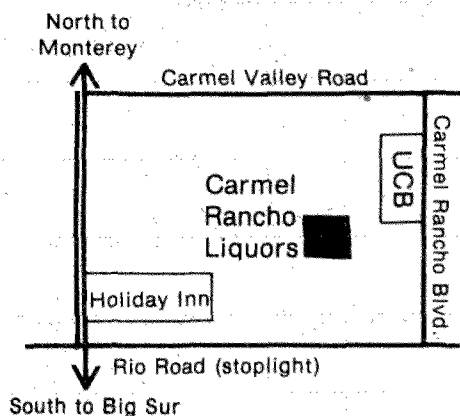 North to
Monterey
Carmel Valley Road
Carmel Rancho Blvd.
UCB
Carmel
Rancho
Liquors
Holiday Inn
Rio Road (stoplight)
South to Big Sur